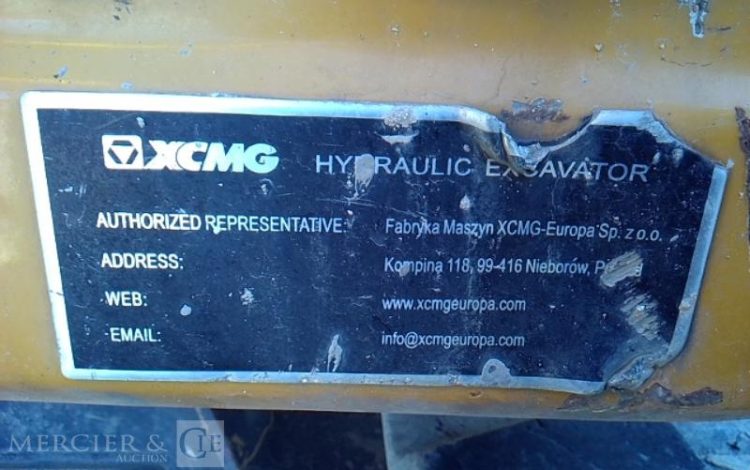 XCMG HYDRAULIC EXCAVATOR
AUTHORIZED REPRESENTATIVE: Fabryka Maszyn XCMG-Europa Sp. z o.o.
ADDRESS: Kompina 118, 99-416 Nieborów,
WEB: www.xcmgeuropa.com
EMAIL: info@xcmgeuropa.com
MERCIER & CIE
AUCTION